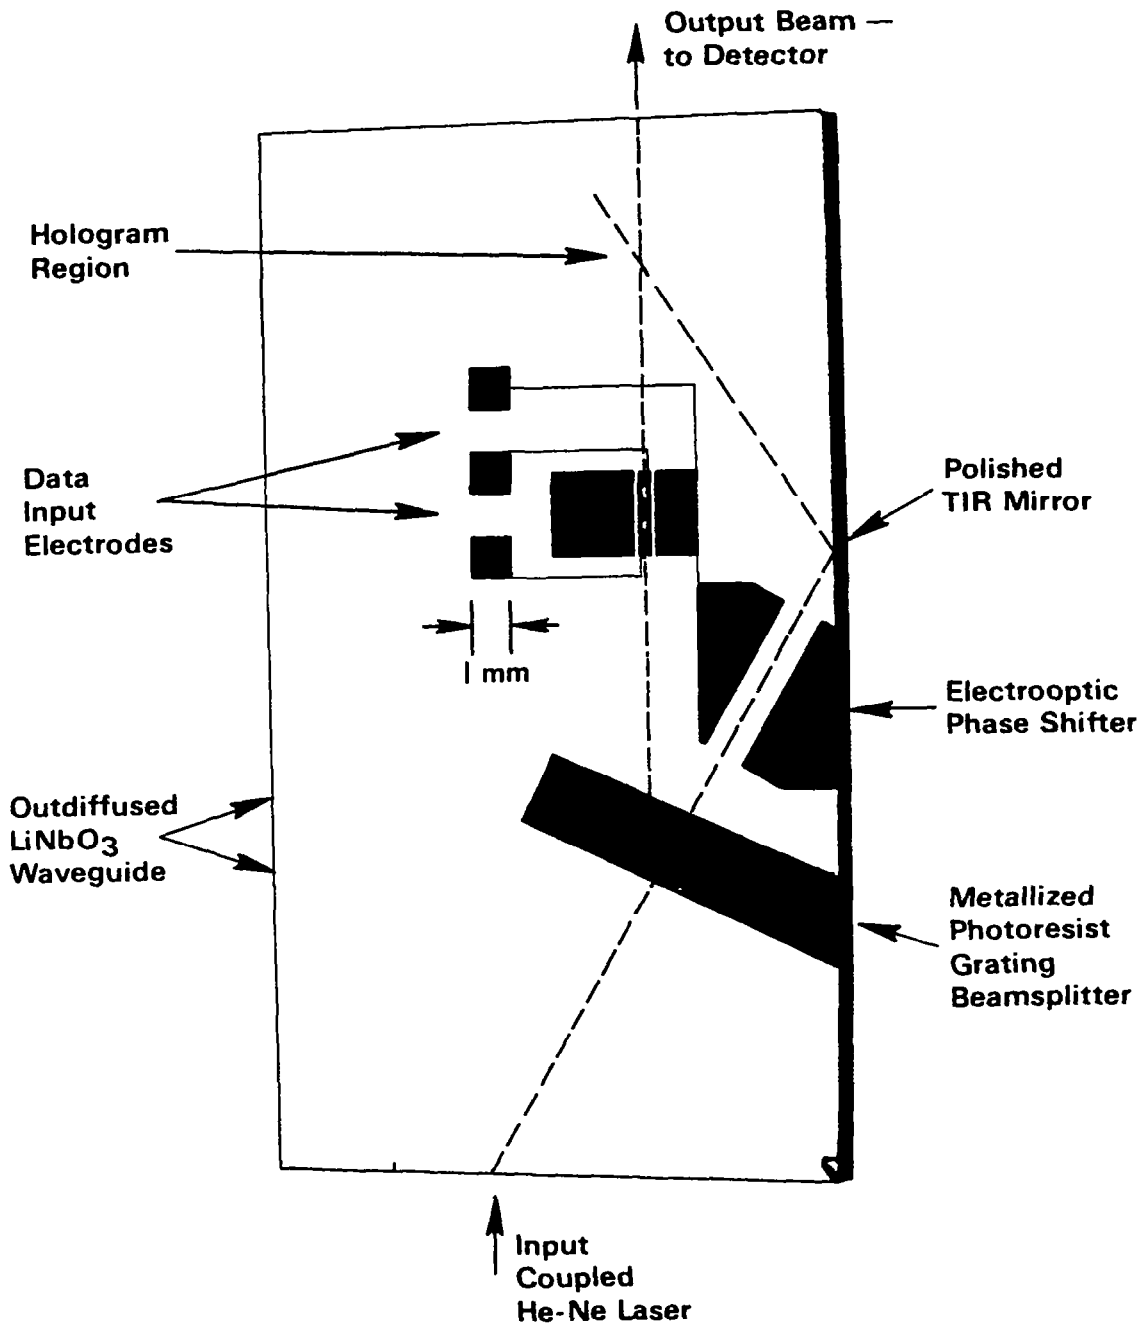 Output Beam —
to Detector
Hologram
Region
Data
Input
Electrodes
Polished
TIR Mirror
1 mm
Electrooptic
Phase Shifter
Outdiffused
LiNbO3
Waveguide
Metallized
Photoresist
Grating
Beamsplitter
Input
Coupled
He-Ne Laser